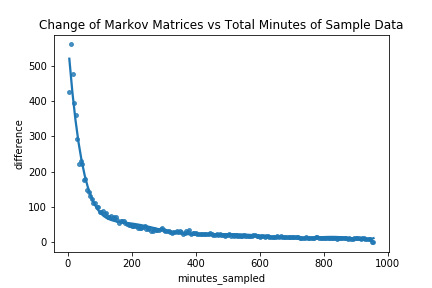 Change of Markov Matrices vs Total Minutes of Sample Data
difference
500
400
300
200
100
0
0 200 400 600 800 1000
minutes_sampled